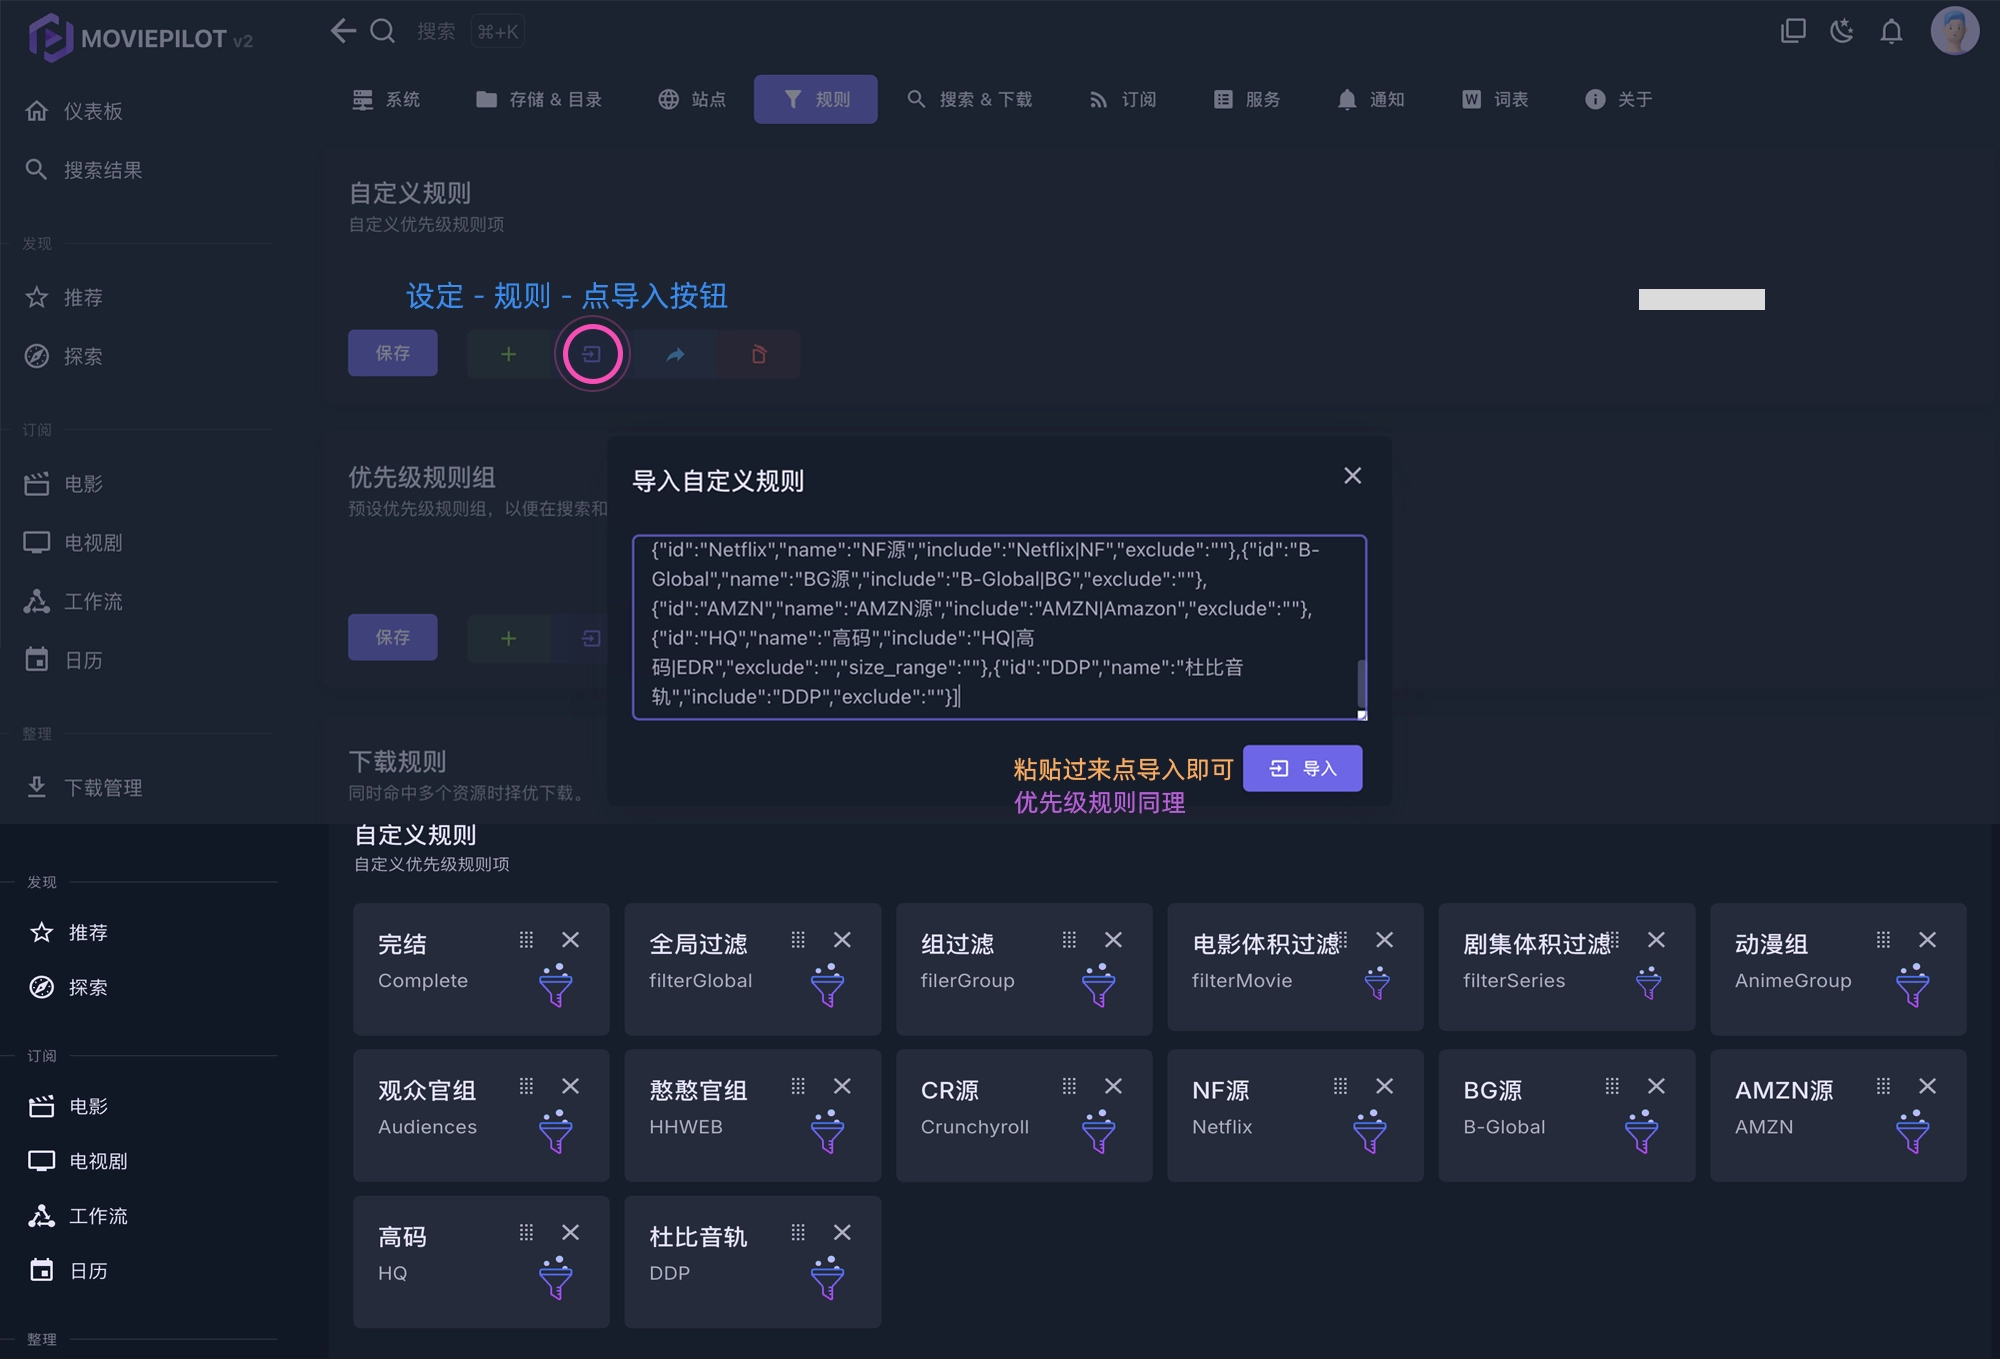 MOVIEPILOT v2
搜索 ⌘+K
系统
存储 & 目录
站点
规则
搜索 & 下载
订阅
服务
通知
词表
关于
仪表板
搜索结果
发现
推荐
探索
订阅
电影
电视剧
工作流
日历
整理
下载管理
自定义规则
自定义优先级规则项
设定 - 规则 - 点导入按钮
保存
优先级规则组
预设优先级规则组，以便在搜索和
保存
下载规则
同时命中多个资源时择优下载。
导入自定义规则
{"id":"Netflix","name":"NF源","include":"Netflix|NF","exclude":""},{"id":"B-
Global","name":"BG源","include":"B-Global|BG","exclude":""},
{"id":"AMZN","name":"AMZN源","include":"AMZN|Amazon","exclude":""},
{"id":"HQ","name":"高码","include":"HQ|高
码|EDR","exclude":"","size_range":""},{"id":"DDP","name":"杜比音
轨","include":"DDP","exclude":""}]
粘贴过来点导入即可
导入
优先级规则同理
发现
推荐
探索
订阅
电影
电视剧
工作流
日历
整理
自定义规则
自定义优先级规则项
完结
Complete
全局过滤
filterGlobal
组过滤
filerGroup
电影体积过滤
filterMovie
剧集体积过滤
filterSeries
动漫组
AnimeGroup
观众官组
Audiences
憨憨官组
HHWEB
CR源
Crunchyroll
NF源
Netflix
BG源
B-Global
AMZN源
AMZN
高码
HQ
杜比音轨
DDP